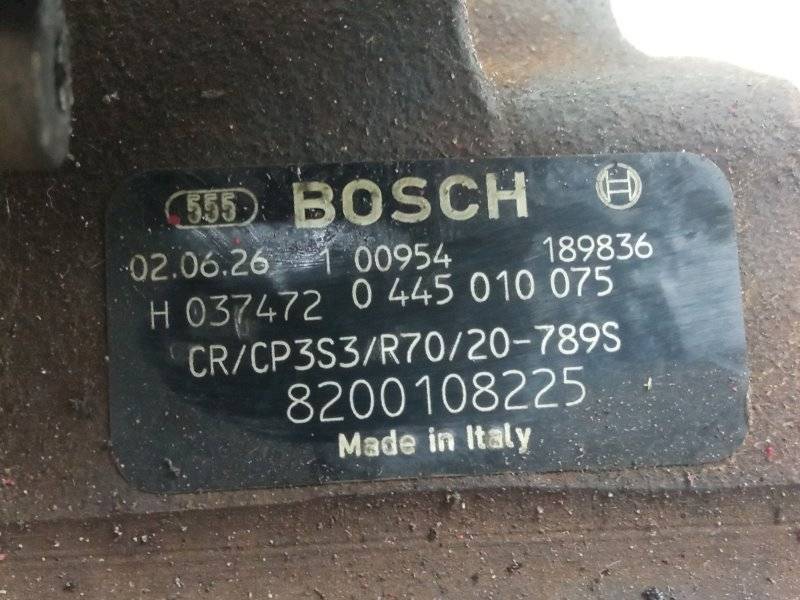 555 BOSCH
02.06.26 1 00954 189836
H 037472 0 445 010 075
CR/CP3S3/R70/20-789S
8200108225
Made in Italy